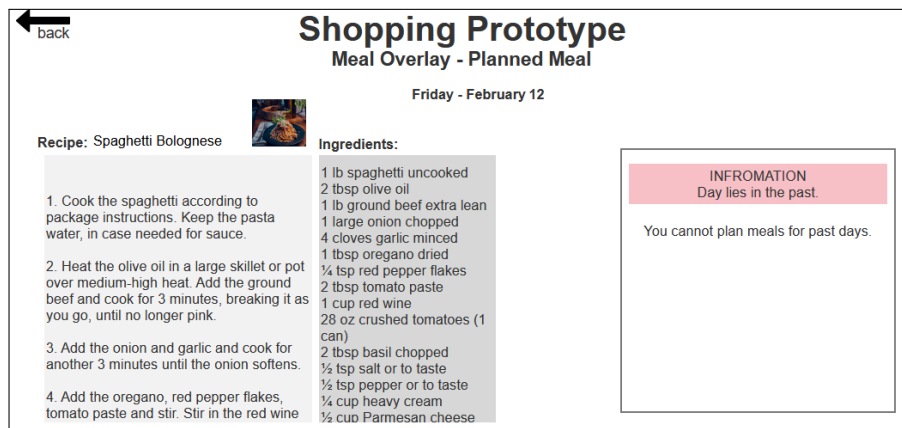 back
Shopping Prototype
Meal Overlay - Planned Meal
Friday - February 12
Recipe: Spaghetti Bolognese
1. Cook the spaghetti according to
package instructions. Keep the pasta
water, in case needed for sauce.
2. Heat the olive oil in a large skillet or pot
over medium-high heat. Add the ground
beef and cook for 3 minutes, breaking it as
you go, until no longer pink.
3. Add the onion and garlic and cook for
another 3 minutes until the onion softens.
4. Add the oregano, red pepper flakes,
tomato paste and stir. Stir in the red wine
Ingredients:
1 lb spaghetti uncooked
2 tbsp olive oil
1 lb ground beef extra lean
1 large onion chopped
4 cloves garlic minced
1 tbsp oregano dried
¼ tsp red pepper flakes
2 tbsp tomato paste
1 cup red wine
28 oz crushed tomatoes (1
can)
2 tbsp basil chopped
½ tsp salt or to taste
½ tsp pepper or to taste
¼ cup heavy cream
½ cup Parmesan cheese
INFROMATION
Day lies in the past.
You cannot plan meals for past days.